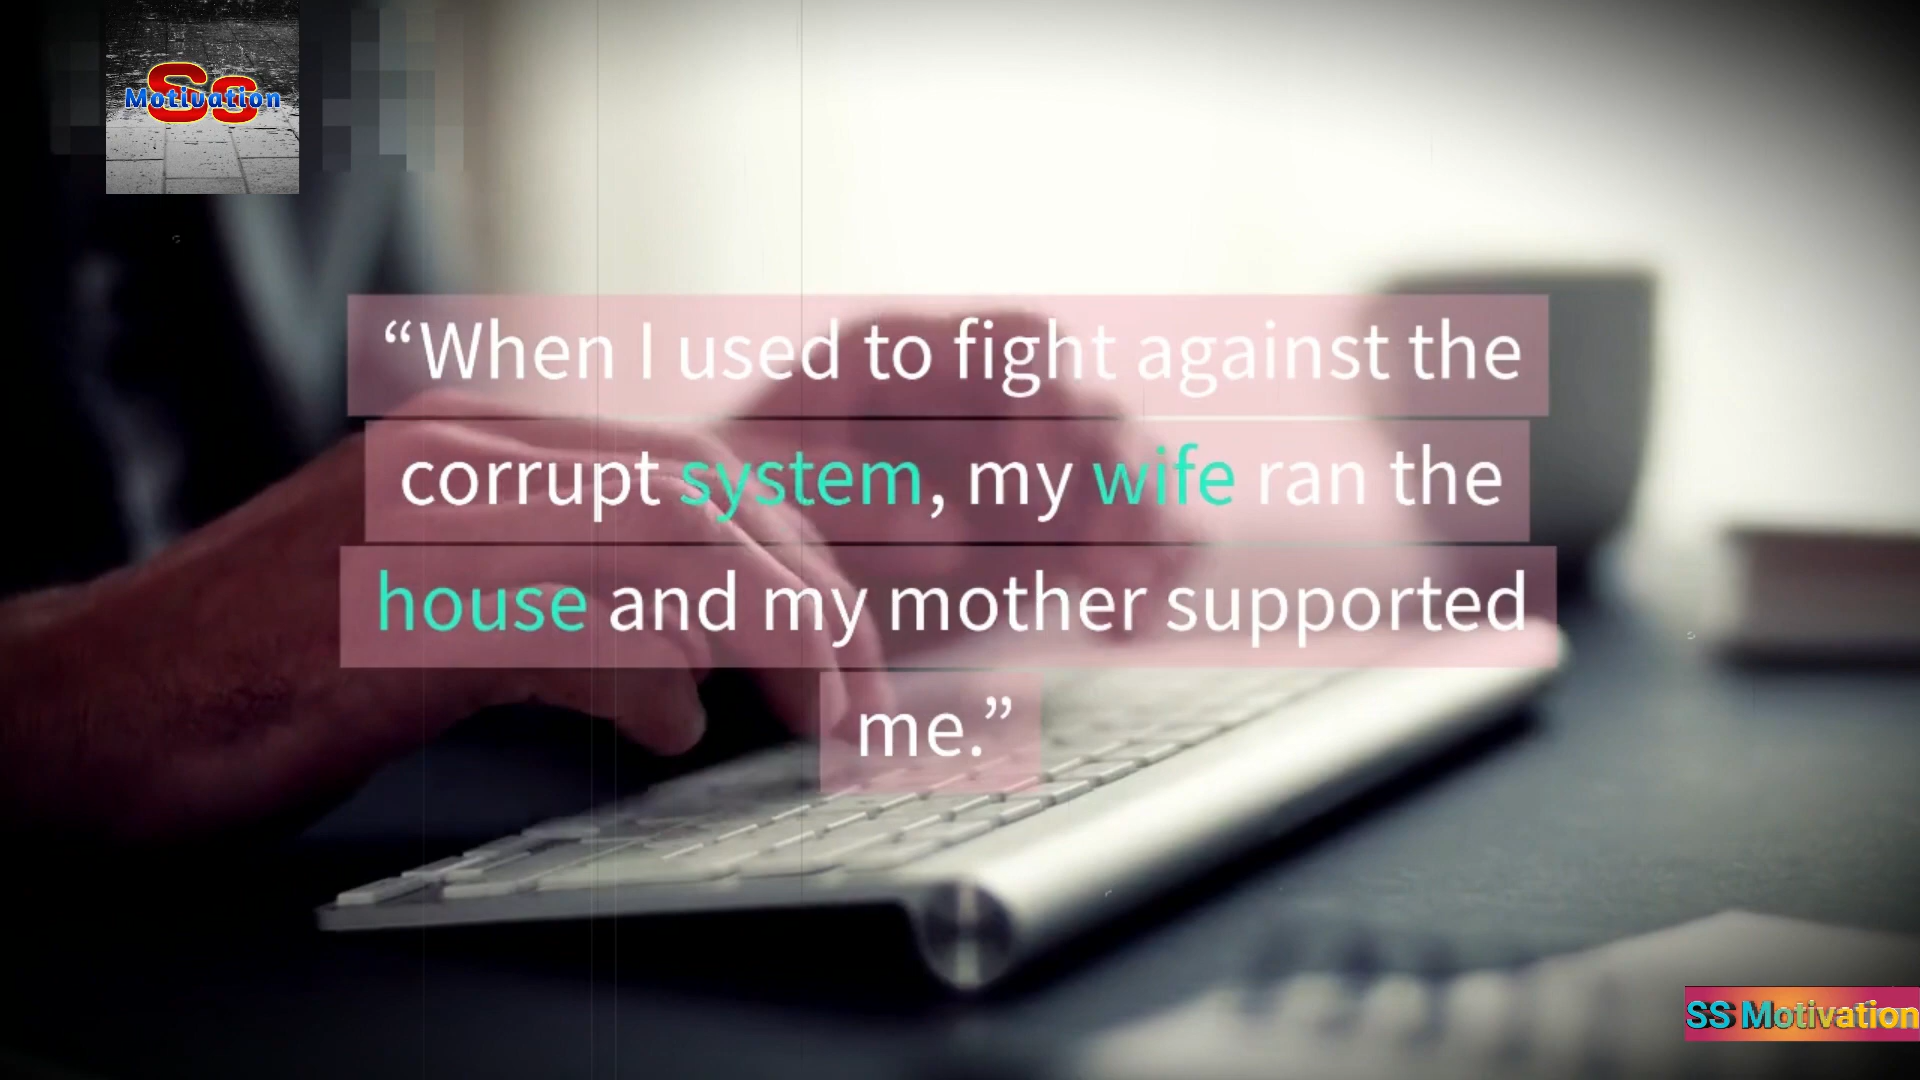 Ss
Motivation
“When I used to fight against the
corrupt system, my wife ran the
house and my mother supported
me.”
SS Motivation